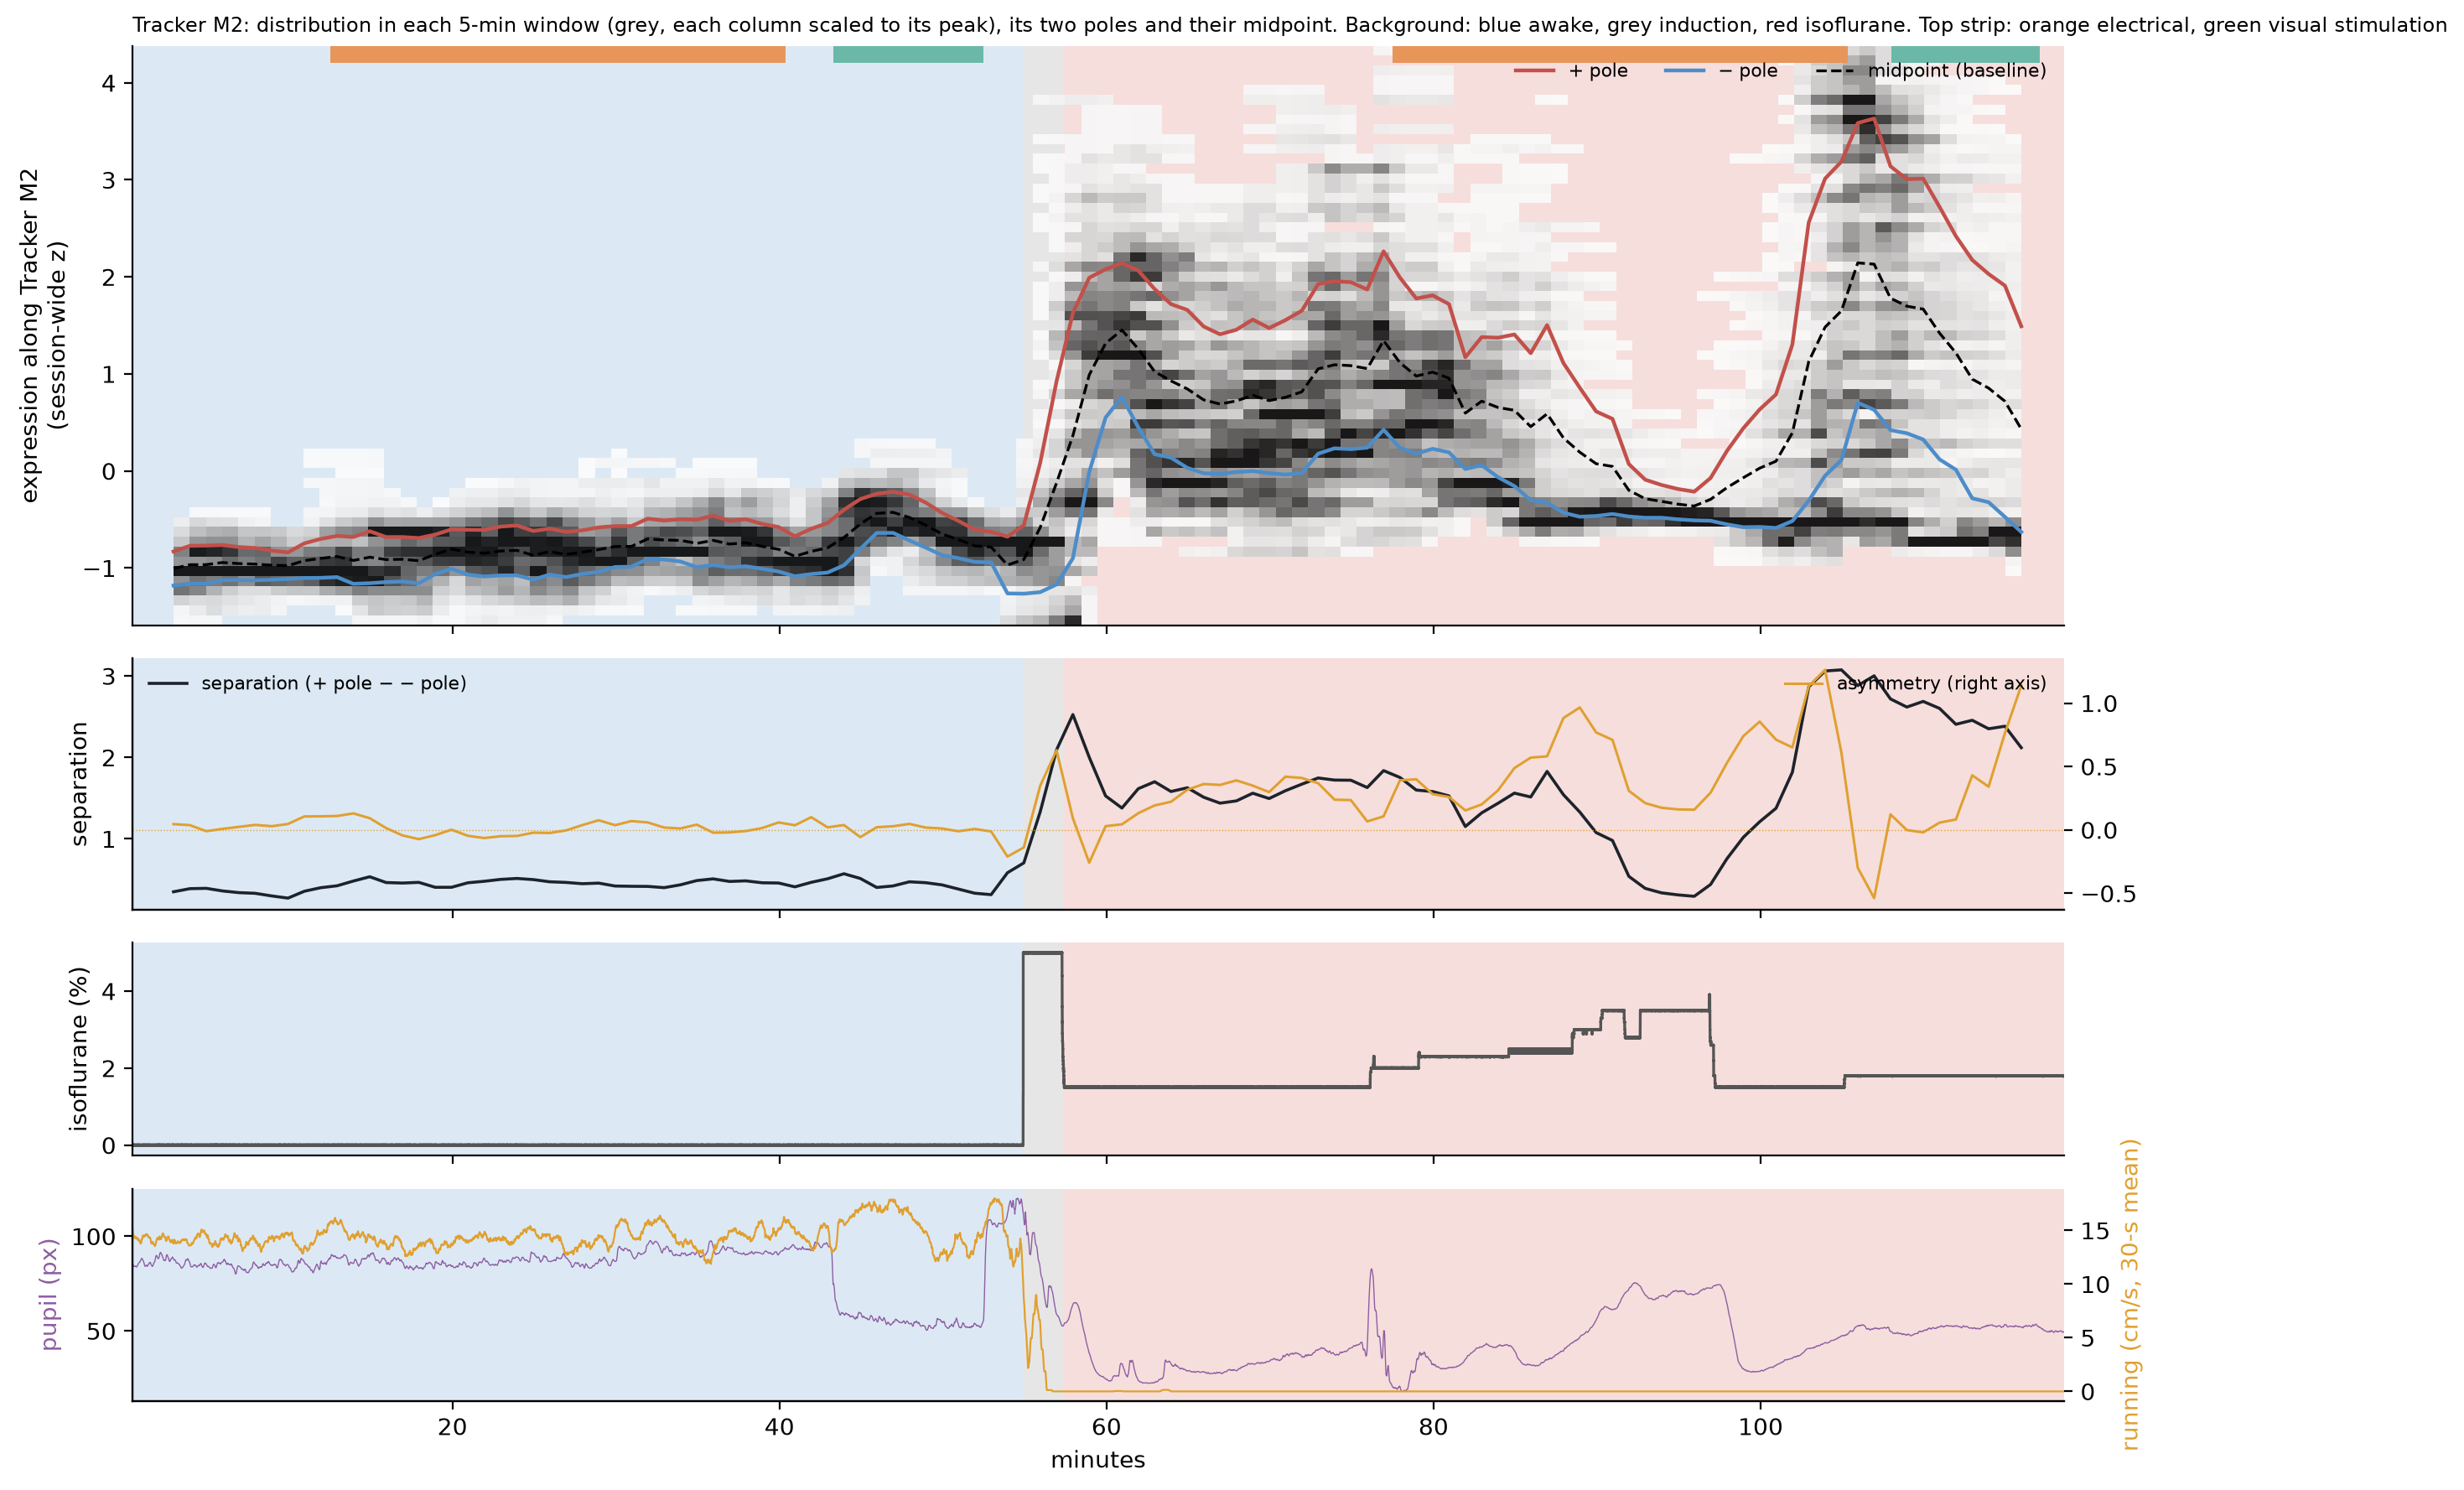 Tracker M2: distribution in each 5-min window (grey, each column scaled to its peak), its two poles and their midpoint. Background: blue awake, grey induction, red isoflurane. Top strip: orange electrical, green visual stimulation
+ pole
− pole
midpoint (baseline)
expression along Tracker M2
(session-wide z)
4
3
2
1
0
−1
separation (+ pole − − pole)
asymmetry (right axis)
separation
3
2
1
1.0
0.5
0.0
−0.5
isoflurane (%)
4
2
0
pupil (px)
100
50
running (cm/s, 30-s mean)
15
10
5
0
20
40
60
80
100
minutes